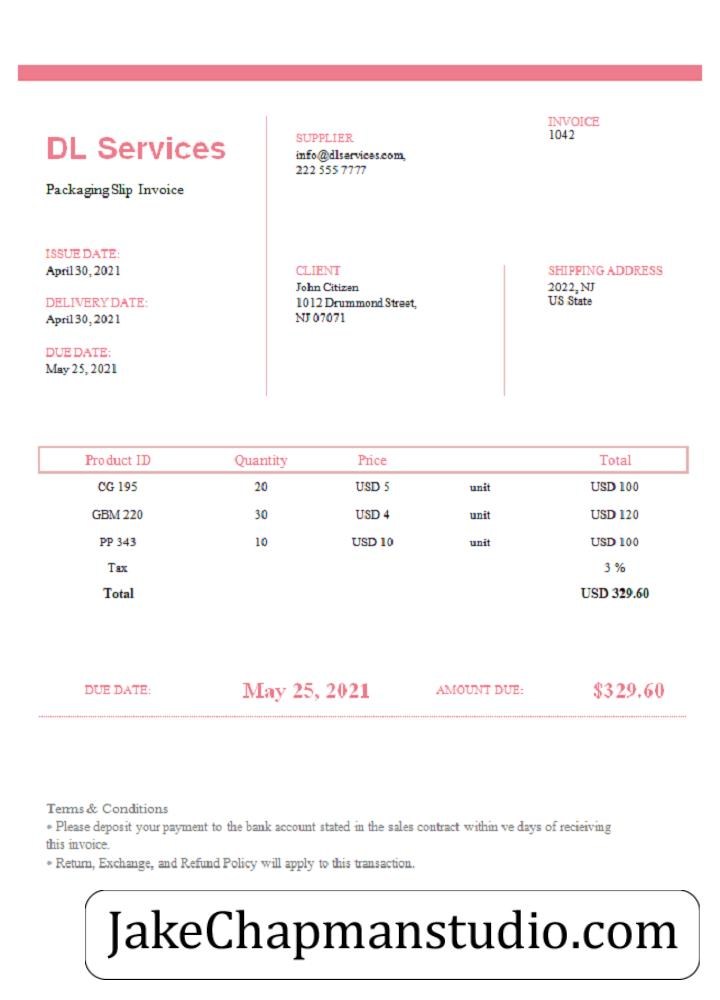 INVOICE
1042
DL Services
Packaging Slip Invoice
SUPPLIER
info@dlservices.com,
222 555 7777
ISSUE DATE:
April 30, 2021
DELIVERY DATE:
April 30, 2021
DUE DATE:
May 25, 2021
CLIENT
John Citizen
1012 Drummond Street,
NJ 07071
SHIPPING ADDRESS
2022, NJ
US State
Product ID Quantity Price Total
CG 195 20 USD 5 unit USD 100
GBM 220 30 USD 4 unit USD 120
PP 343 10 USD 10 unit USD 100
Tax 3 %
Total USD 329.60
DUE DATE: May 25, 2021 AMOUNT DUE: $329.60
Terms & Conditions
• Please deposit your payment to the bank account stated in the sales contract within ve days of recieiving
this invoice.
• Return, Exchange, and Refund Policy will apply to this transaction.
JakeChapmanstudio.com